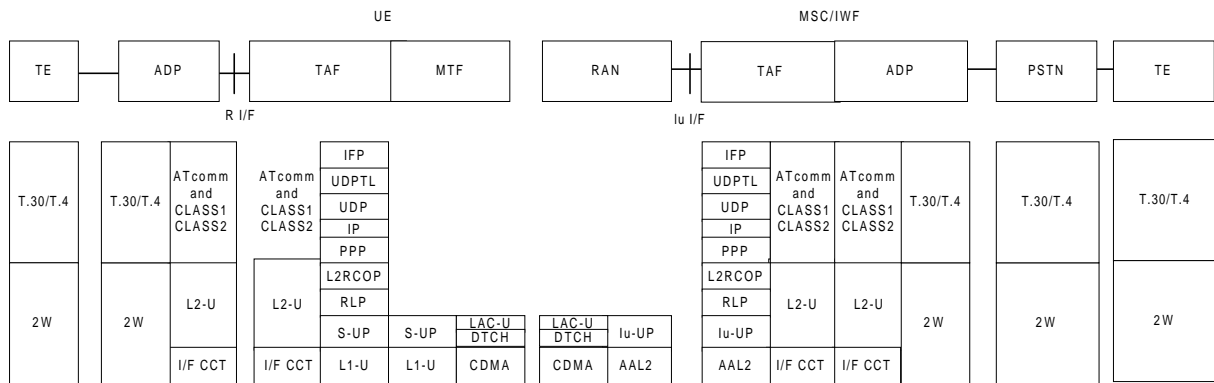 UE
MSC/IWF
TE
ADP
TAF
MTF
RAN
TAF
ADP
PSTN
TE
R I/F
Iu I/F
T.30/T.4
2W
T.30/T.4
2W
ATcomm
and
CLASS1
CLASS2
L2-U
I/F CCT
ATcomm
and
CLASS1
CLASS2
L2-U
I/F CCT
IFP
UDPTL
UDP
IP
PPP
L2RCOP
RLP
S-UP
L1-U
S-UP
L1-U
LAC-U
DTCH
CDMA
LAC-U
DTCH
CDMA
Iu-UP
AAL2
IFP
UDPTL
UDP
IP
PPP
L2RCOP
RLP
Iu-UP
AAL2
ATcomm
and
CLASS1
CLASS2
L2-U
I/F CCT
ATcomm
and
CLASS1
CLASS2
L2-U
I/F CCT
T.30/T.4
2W
T.30/T.4
2W
T.30/T.4
2W